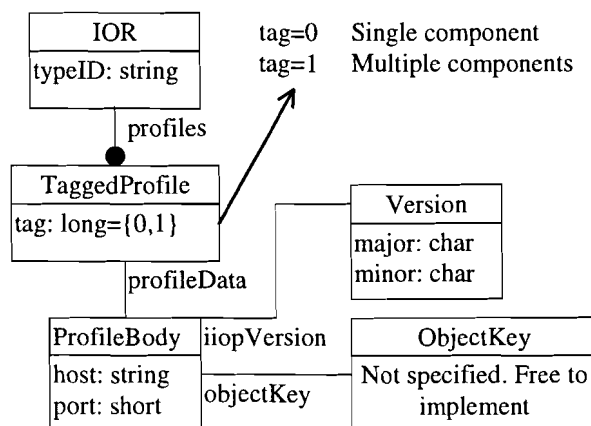 IOR
typeID: string
tag=0 Single component
tag=1 Multiple components
profiles
TaggedProfile
tag: long={0,1}
Version
major: char
minor: char
profileData
ProfileBody
host: string
port: short
iiopVersion
objectKey
ObjectKey
Not specified. Free to
implement